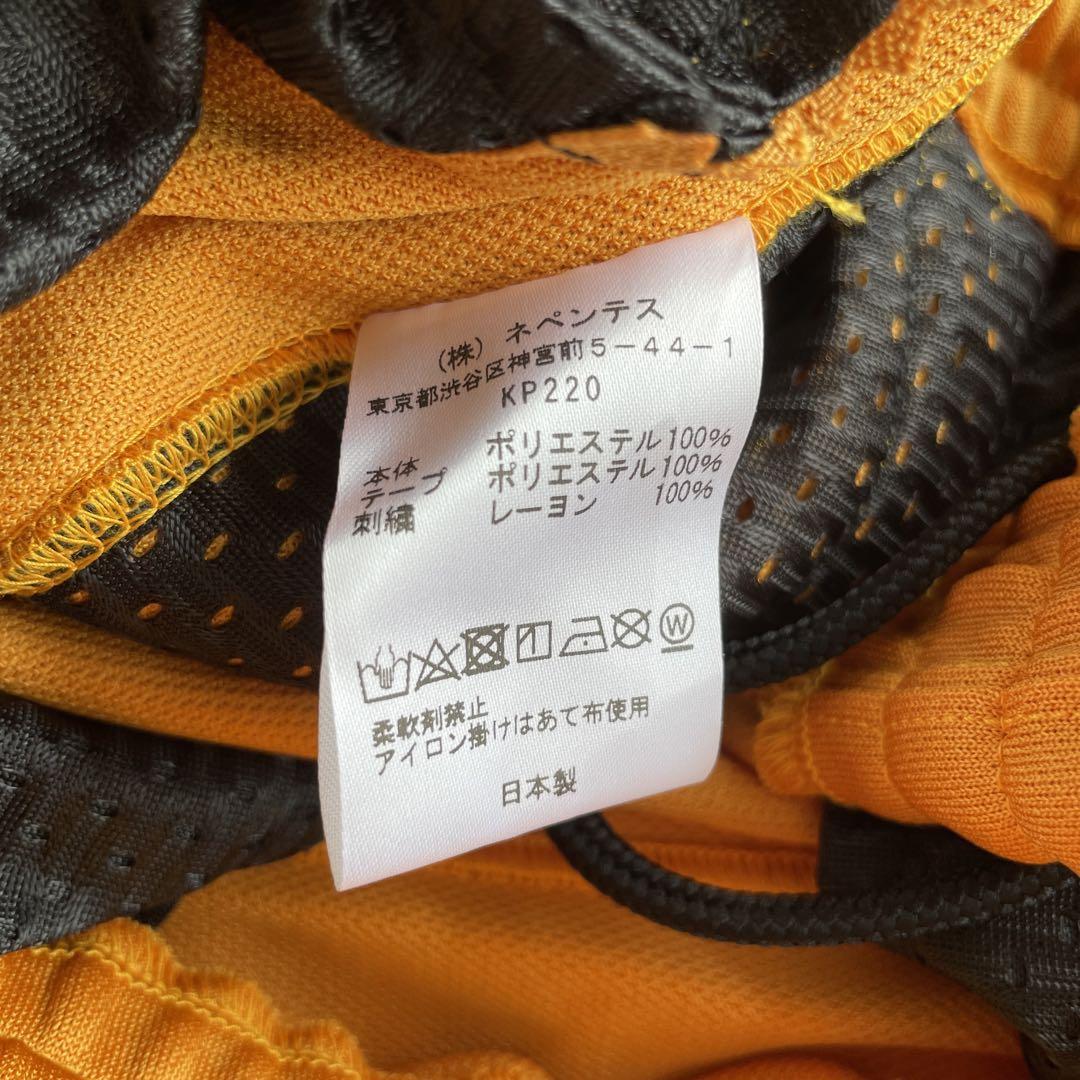 (株) ネペンテス
東京都渋谷区神宮前5-44-1
KP220
本体 ポリエステル100%
テープ ポリエステル100%
刺繍 レーヨン 100%
W
柔軟剤禁止
アイロン掛けはあて布使用
日本製